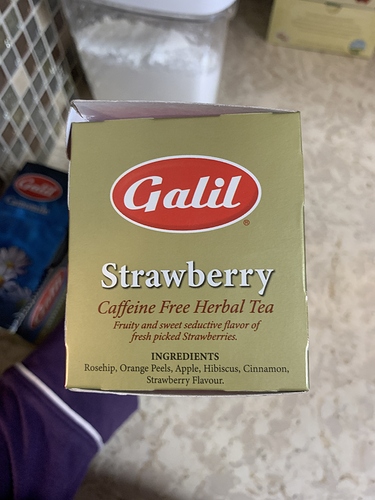 Galil
®
Strawberry
Caffeine Free Herbal Tea
Fruity and sweet seductive flavor of
fresh picked Strawberries.
INGREDIENTS
Rosehip, Orange Peels, Apple, Hibiscus, Cinnamon,
Strawberry Flavour.
Galil